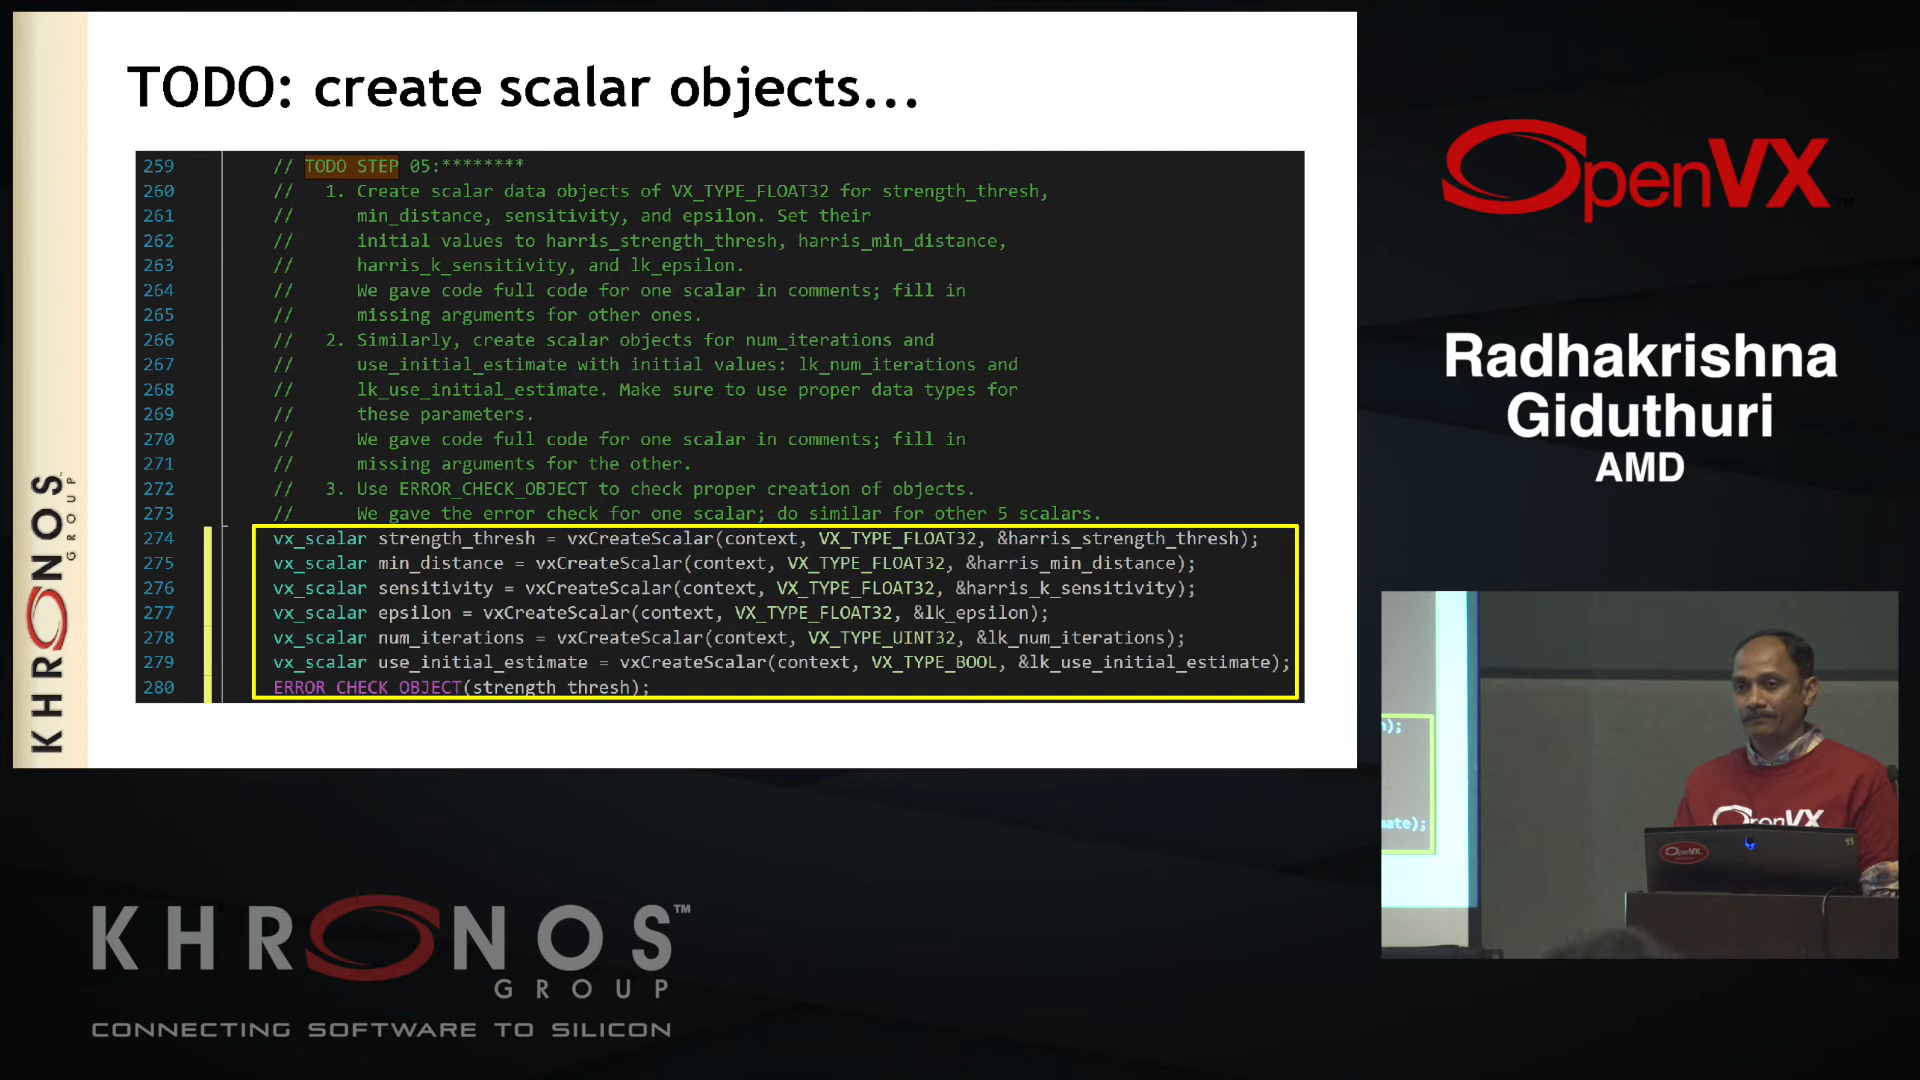 TODO: create scalar objects...
259 // TODO STEP 05:********
260 // 1. Create scalar data objects of VX_TYPE_FLOAT32 for strength_thresh,
261 // min_distance, sensitivity, and epsilon. Set their
262 // initial values to harris_strength_thresh, harris_min_distance,
263 // harris_k_sensitivity, and lk_epsilon.
264 // We gave code full code for one scalar in comments; fill in
265 // missing arguments for other ones.
266 // 2. Similarly, create scalar objects for num_iterations and
267 // use_initial_estimate with initial values: lk_num_iterations and
268 // lk_use_initial_estimate. Make sure to use proper data types for
269 // these parameters.
270 // We gave code full code for one scalar in comments; fill in
271 // missing arguments for the other.
272 // 3. Use ERROR_CHECK_OBJECT to check proper creation of objects.
273 // We gave the error check for one scalar; do similar for other 5 scalars.
274 vx_scalar strength_thresh = vxCreateScalar(context, VX_TYPE_FLOAT32, &harris_strength_thresh);
275 vx_scalar min_distance = vxCreateScalar(context, VX_TYPE_FLOAT32, &harris_min_distance);
276 vx_scalar sensitivity = vxCreateScalar(context, VX_TYPE_FLOAT32, &harris_k_sensitivity);
277 vx_scalar epsilon = vxCreateScalar(context, VX_TYPE_FLOAT32, &lk_epsilon);
278 vx_scalar num_iterations = vxCreateScalar(context, VX_TYPE_UINT32, &lk_num_iterations);
279 vx_scalar use_initial_estimate = vxCreateScalar(context, VX_TYPE_BOOL, &lk_use_initial_estimate);
280 ERROR_CHECK_OBJECT(strength_thresh);
KHRONOS
GROUP
OpenVX™
Radhakrishna
Giduthuri
AMD
);
mate);
OpenVX
OpenVX
KHRONOS™
GROUP
CONNECTING SOFTWARE TO SILICON